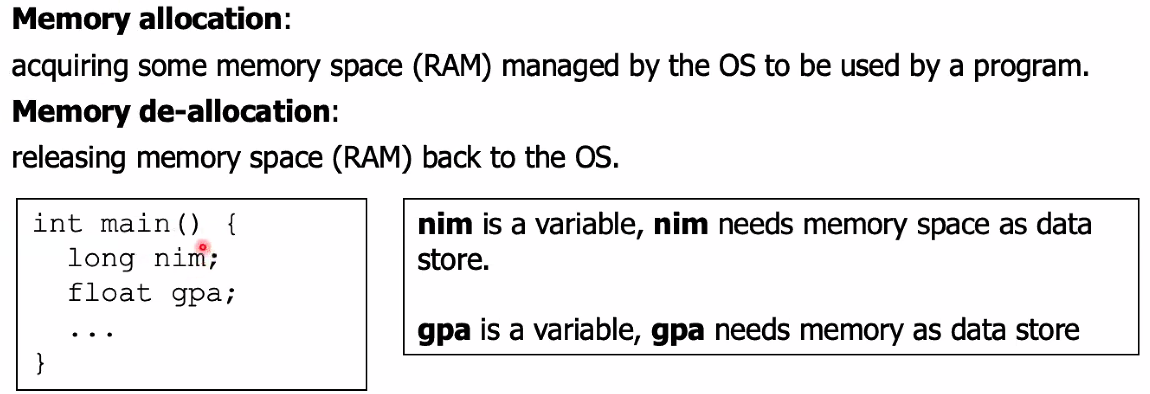 Memory allocation:
acquiring some memory space (RAM) managed by the OS to be used by a program.
Memory de-allocation:
releasing memory space (RAM) back to the OS.
int main() {
long nim;
float gpa;
...
}
nim is a variable, nim needs memory space as data
store.
gpa is a variable, gpa needs memory as data store